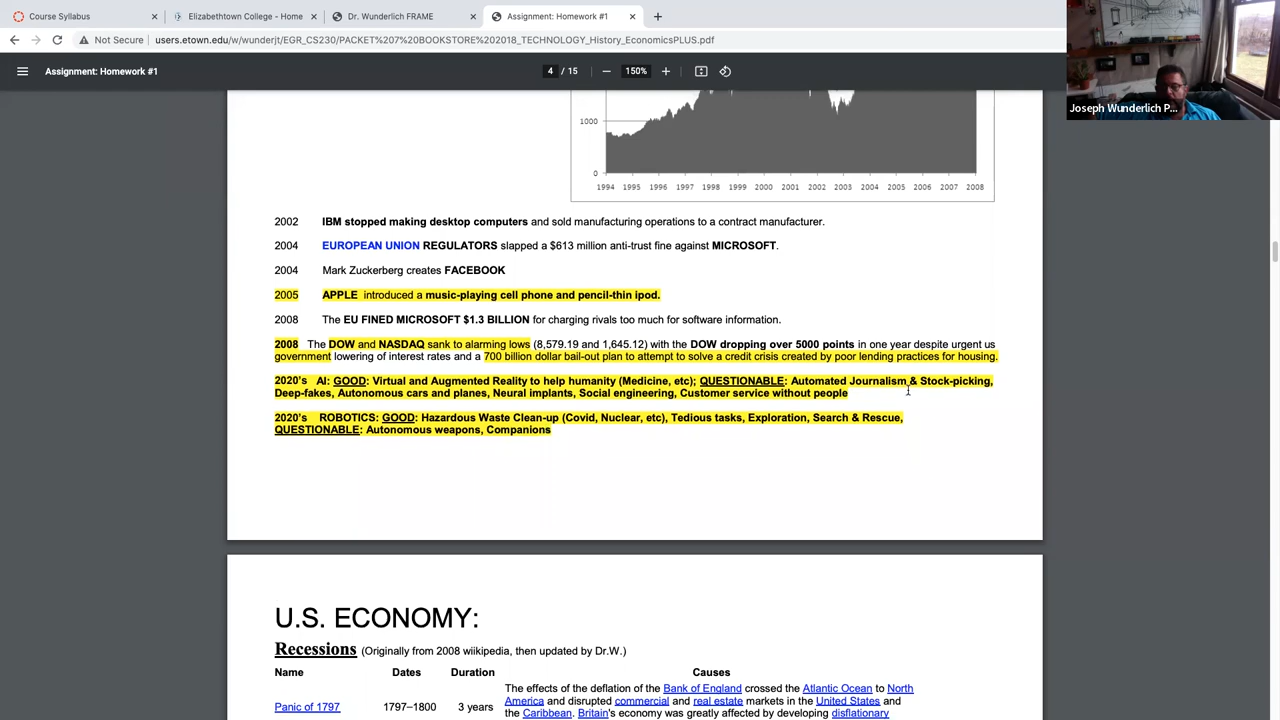 Course Syllabus
Elizabethtown College - Home
Dr. Wunderlich FRAME
Assignment: Homework #1
Not Secure
users.etown.edu/w/wunderjt/EGR_CS230/PACKET%207%20BOOKSTORE%202018_TECHNOLOGY_History_EconomicsPLUS.pdf
Assignment: Homework #1
4 / 15
150%
Joseph Wunderlich P...
1000
0
1994 1995 1996 1997 1998 1999 2000 2001 2002 2003 2004 2005 2006 2007 2008
2002 IBM stopped making desktop computers and sold manufacturing operations to a contract manufacturer.
2004 EUROPEAN UNION REGULATORS slapped a $613 million anti-trust fine against MICROSOFT.
2004 Mark Zuckerberg creates FACEBOOK
2005 APPLE introduced a music-playing cell phone and pencil-thin ipod.
2008 The EU FINED MICROSOFT $1.3 BILLION for charging rivals too much for software information.
2008 The DOW and NASDAQ sank to alarming lows (8,579.19 and 1,645.12) with the DOW dropping over 5000 points in one year despite urgent us
government lowering of interest rates and a 700 billion dollar bail-out plan to attempt to solve a credit crisis created by poor lending practices for housing.
2020's AI: GOOD: Virtual and Augmented Reality to help humanity (Medicine, etc); QUESTIONABLE: Automated Journalism & Stock-picking,
Deep-fakes, Autonomous cars and planes, Neural implants, Social engineering, Customer service without people
2020's ROBOTICS: GOOD: Hazardous Waste Clean-up (Covid, Nuclear, etc), Tedious tasks, Exploration, Search & Rescue,
QUESTIONABLE: Autonomous weapons, Companions
U.S. ECONOMY:
Recessions (Originally from 2008 wiikipedia, then updated by Dr.W.)
Name Dates Duration Causes
The effects of the deflation of the Bank of England crossed the Atlantic Ocean to North
America and disrupted commercial and real estate markets in the United States and
Panic of 1797 1797–1800 3 years
the Caribbean. Britain's economy was greatly affected by developing disflationary